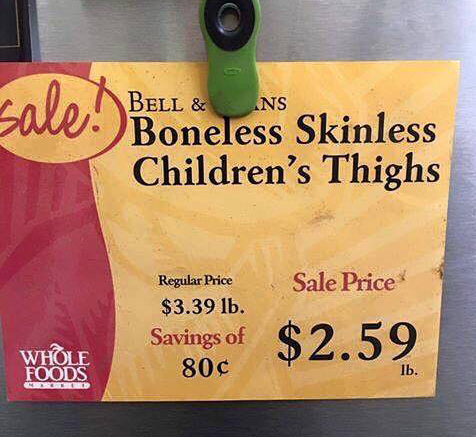 Sale!
BELL & NS
Boneless Skinless
Children's Thighs
Regular Price
$3.39 lb.
Savings of
80¢
Sale Price
$2.59
lb.
WHOLE
FOODS
MARKET